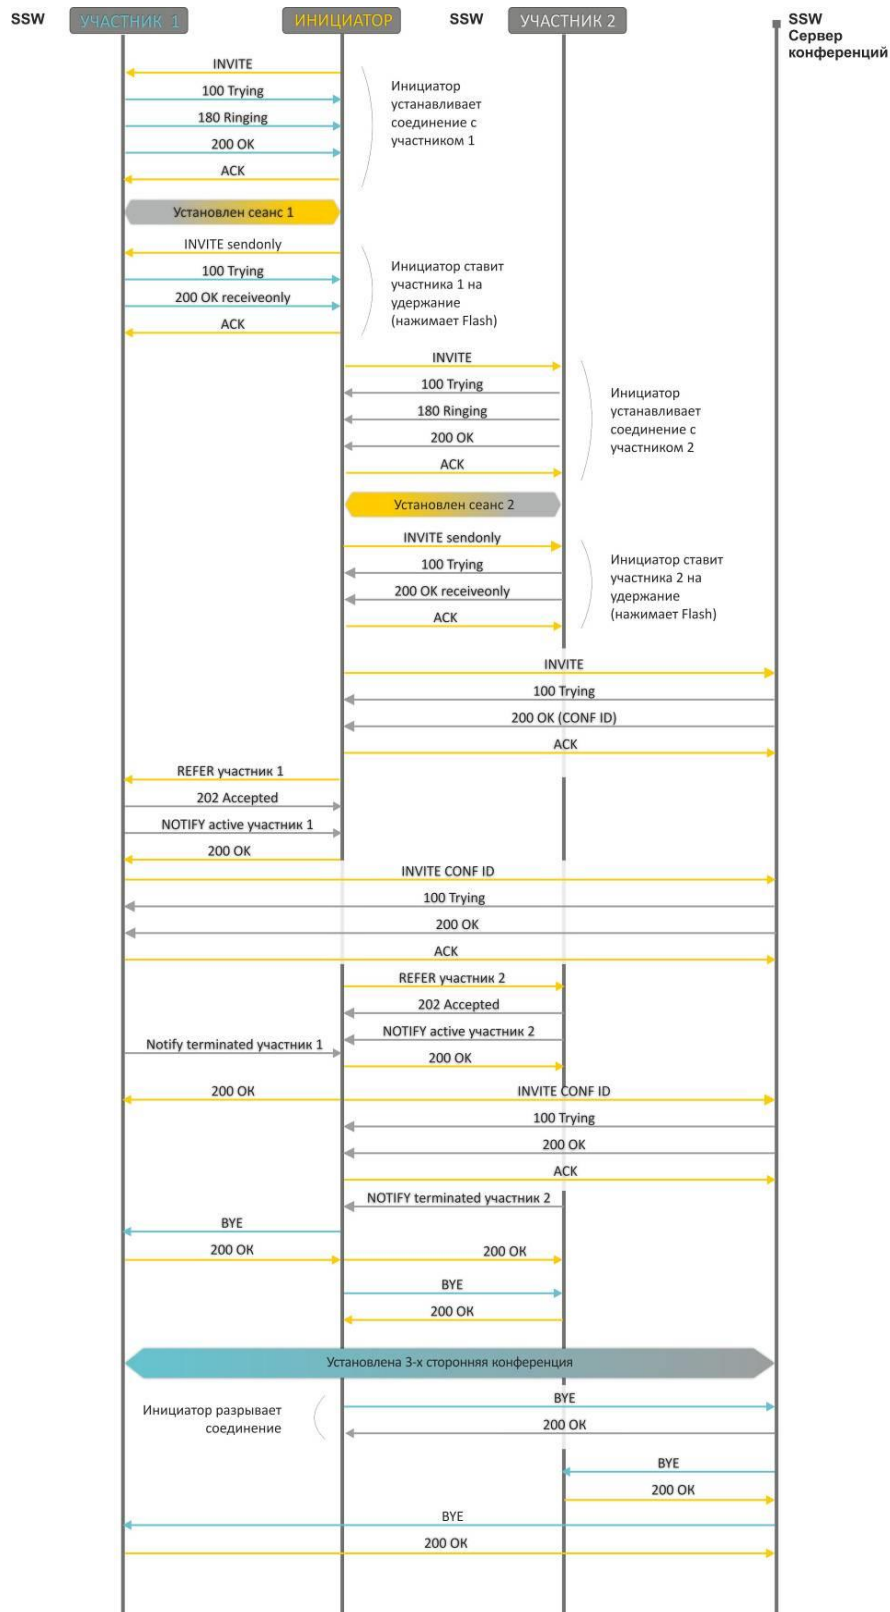 SSW
УЧАСТНИК 1
ИНИЦИАТОР
SSW
УЧАСТНИК 2
SSW
Сервер
конференций
INVITE
100 Trying
180 Ringing
200 OK
ACK
Инициатор
устанавливает
соединение с
участником 1
Установлен сеанс 1
INVITE sendonly
100 Trying
200 OK receiveonly
ACK
Инициатор ставит
участника 1 на
удержание
(нажимает Flash)
INVITE
100 Trying
180 Ringing
200 OK
ACK
Инициатор
устанавливает
соединение с
участником 2
Установлен сеанс 2
INVITE sendonly
100 Trying
200 OK receiveonly
ACK
Инициатор ставит
участника 2 на
удержание
(нажимает Flash)
INVITE
100 Trying
200 OK (CONF ID)
ACK
REFER участник 1
202 Accepted
NOTIFY active участник 1
200 OK
INVITE CONF ID
100 Trying
200 OK
ACK
REFER участник 2
202 Accepted
NOTIFY active участник 2
Notify terminated участник 1
200 OK
200 OK
INVITE CONF ID
100 Trying
200 OK
ACK
NOTIFY terminated участник 2
BYE
200 OK
200 OK
BYE
200 OK
Установлена 3-х сторонняя конференция
Инициатор разрывает
соединение
BYE
200 OK
BYE
200 OK
BYE
200 OK